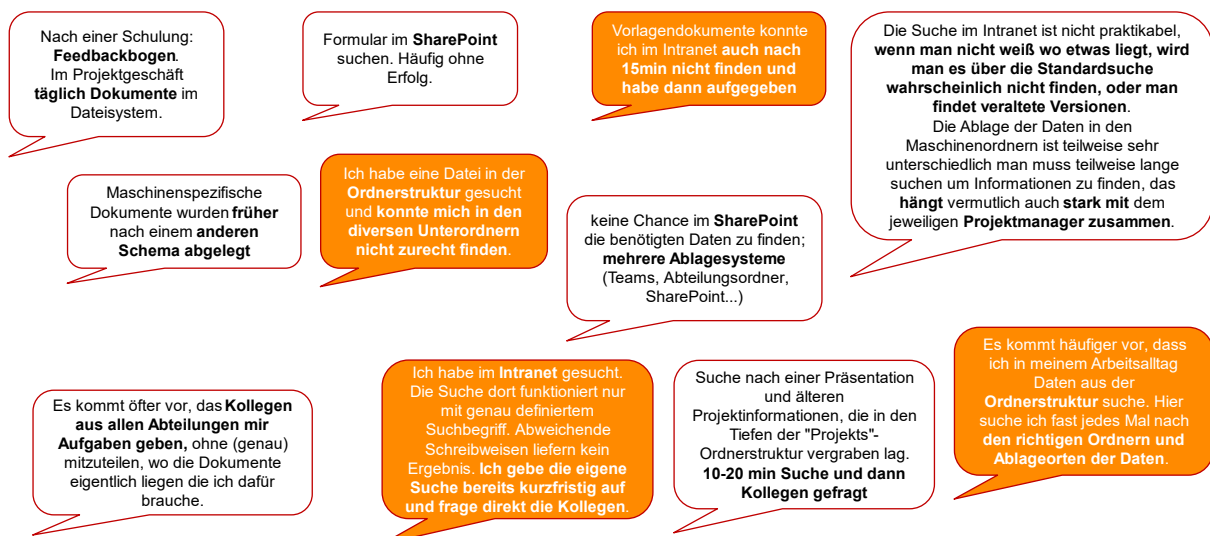 Nach einer Schulung:
Feedbackbogen.
Im Projektgeschäft
täglich Dokumente im
Dateisystem.
Formular im SharePoint
suchen. Häufig ohne
Erfolg.
Vorlagendokumente konnte
ich im Intranet auch nach
15min nicht finden und
habe dann aufgegeben
Die Suche im Intranet ist nicht praktikabel,
wenn man nicht weiß wo etwas liegt, wird
man es über die Standardsuche
wahrscheinlich nicht finden, oder man
findet veraltete Versionen.
Die Ablage der Daten in den
Maschinenordnern ist teilweise sehr
unterschiedlich man muss teilweise lange
suchen um Informationen zu finden, das
hängt vermutlich auch stark mit dem
jeweiligen Projektmanager zusammen.
Maschinenspezifische
Dokumente wurden früher
nach einem anderen
Schema abgelegt
Ich habe eine Datei in der
Ordnerstruktur gesucht
und konnte mich in den
diversen Unterordnern
nicht zurecht finden.
keine Chance im SharePoint
die benötigten Daten zu finden;
mehrere Ablagesysteme
(Teams, Abteilungsordner,
SharePoint...)
Es kommt öfter vor, das Kollegen
aus allen Abteilungen mir
Aufgaben geben, ohne (genau)
mitzuteilen, wo die Dokumente
eigentlich liegen die ich dafür
brauche.
Ich habe im Intranet gesucht.
Die Suche dort funktioniert nur
mit genau definiertem
Suchbegriff. Abweichende
Schreibweisen liefern kein
Ergebnis. Ich gebe die eigene
Suche bereits kurzfristig auf
und frage direkt die Kollegen.
Suche nach einer Präsentation
und älteren
Projektinformationen, die in den
Tiefen der "Projekts"-
Ordnerstruktur vergraben lag.
10-20 min Suche und dann
Kollegen gefragt
Es kommt häufiger vor, dass
ich in meinem Arbeitsalltag
Daten aus der
Ordnerstruktur suche. Hier
suche ich fast jedes Mal nach
den richtigen Ordnern und
Ablageorten der Daten.